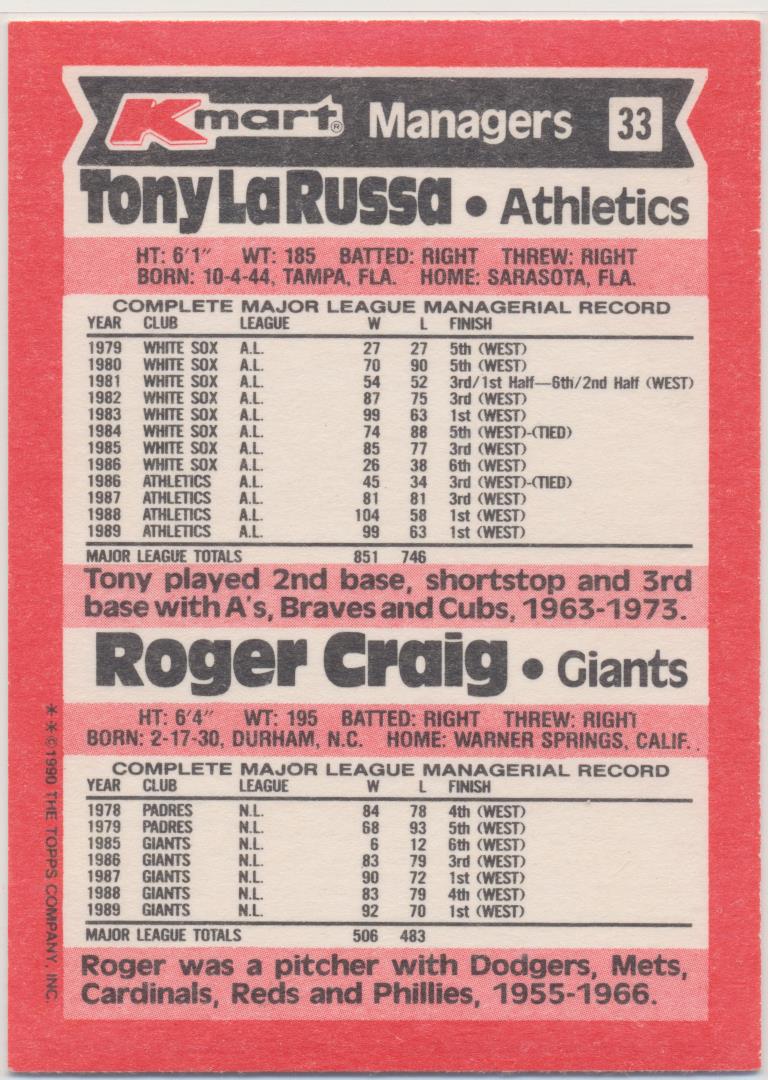 Kmart® Managers 33
Tony La Russa • Athletics
HT: 6'1" WT: 185 BATTED: RIGHT THREW: RIGHT
BORN: 10-4-44, TAMPA, FLA. HOME: SARASOTA, FLA.
COMPLETE MAJOR LEAGUE MANAGERIAL RECORD
YEAR CLUB LEAGUE W L FINISH
1979 WHITE SOX A.L. 27 27 5th (WEST)
1980 WHITE SOX A.L. 70 90 5th (WEST)
1981 WHITE SOX A.L. 54 52 3rd/1st Half—6th/2nd Half (WEST)
1982 WHITE SOX A.L. 87 75 3rd (WEST)
1983 WHITE SOX A.L. 99 63 1st (WEST)
1984 WHITE SOX A.L. 74 88 5th (WEST)-(TIED)
1985 WHITE SOX A.L. 85 77 3rd (WEST)
1986 WHITE SOX A.L. 26 38 6th (WEST)
1986 ATHLETICS A.L. 45 34 3rd (WEST)-(TIED)
1987 ATHLETICS A.L. 81 81 3rd (WEST)
1988 ATHLETICS A.L. 104 58 1st (WEST)
1989 ATHLETICS A.L. 99 63 1st (WEST)
MAJOR LEAGUE TOTALS 851 746
Tony played 2nd base, shortstop and 3rd
base with A's, Braves and Cubs, 1963-1973.
Roger Craig • Giants
HT: 6'4" WT: 195 BATTED: RIGHT THREW: RIGHT
BORN: 2-17-30, DURHAM, N.C. HOME: WARNER SPRINGS, CALIF.
COMPLETE MAJOR LEAGUE MANAGERIAL RECORD
YEAR CLUB LEAGUE W L FINISH
1978 PADRES N.L. 84 78 4th (WEST)
1979 PADRES N.L. 68 93 5th (WEST)
1985 GIANTS N.L. 6 12 6th (WEST)
1986 GIANTS N.L. 83 79 3rd (WEST)
1987 GIANTS N.L. 90 72 1st (WEST)
1988 GIANTS N.L. 83 79 4th (WEST)
1989 GIANTS N.L. 92 70 1st (WEST)
MAJOR LEAGUE TOTALS 506 483
Roger was a pitcher with Dodgers, Mets,
Cardinals, Reds and Phillies, 1955-1966.
**©1990 THE TOPPS COMPANY, INC.